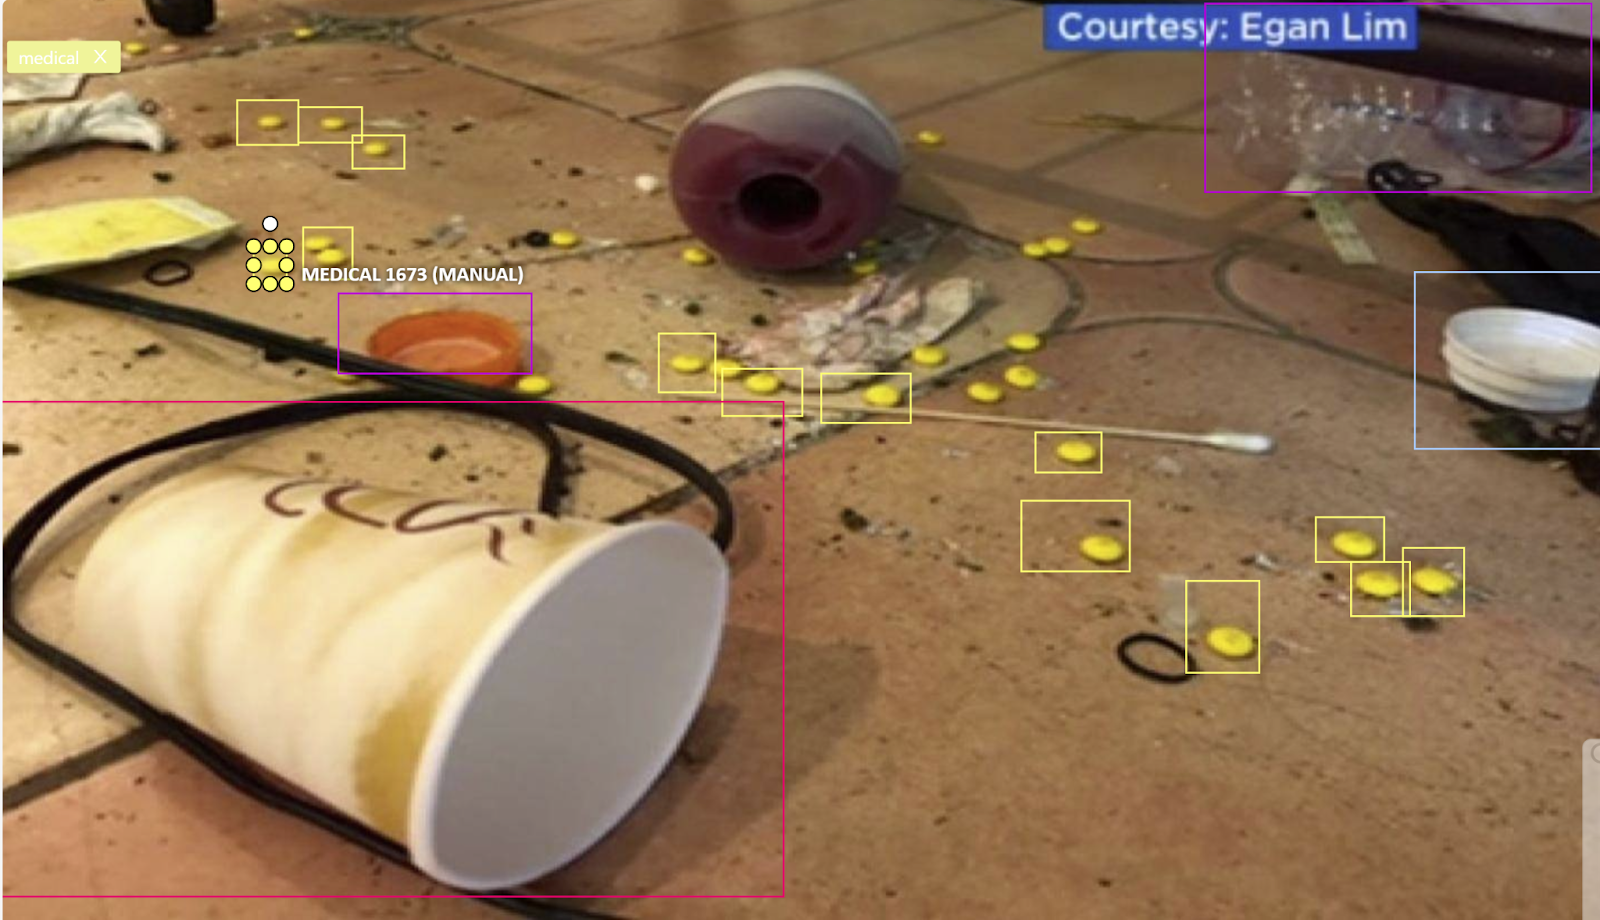 Courtesy: Egan Lim
medical X
MEDICAL 1673 (MANUAL)